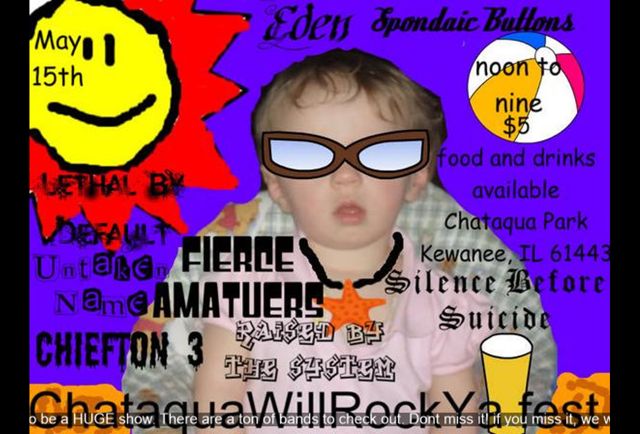 Eden Spondaic Buttons
May
15th
noon to
nine
$5
food and drinks
available
Chataqua Park
Kewanee, IL 61443
LETHAL BY
DEFAULT
Untaken
Name
FIERCE
AMATUERS
Silence Before
Suicide
CHIEFTON 3
RAISED BY
THE SYSTEM
ChataquaWillRockYa fest
o be a HUGE show. There are a ton of bands to check out. Dont miss it! if you miss it, we w